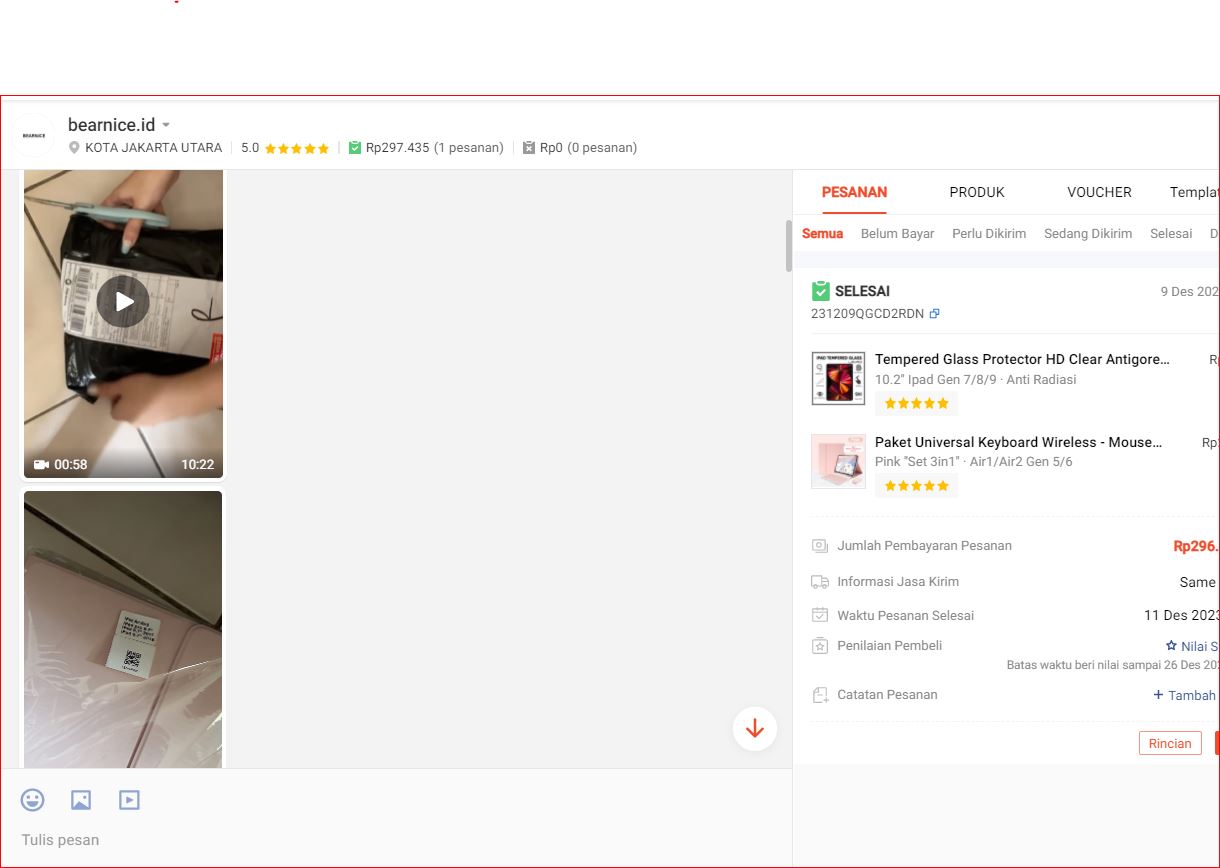 BEARNICE
bearnice.id
KOTA JAKARTA UTARA
5.0
Rp297.435 (1 pesanan)
Rp0 (0 pesanan)
00:58
10:22
Tulis pesan
PESANAN
PRODUK
VOUCHER
Templat
Semua
Belum Bayar
Perlu Dikirim
Sedang Dikirim
Selesai
D
SELESAI
9 Des 202
231209QGCD2RDN
IPAD TEMPERED GLASS
Tempered Glass Protector HD Clear Antigore…
Rp
10.2" Ipad Gen 7/8/9 · Anti Radiasi
Paket Universal Keyboard Wireless - Mouse…
Rp
Pink "Set 3in1" · Air1/Air2 Gen 5/6
Jumlah Pembayaran Pesanan
Rp296.
Informasi Jasa Kirim
Same
Waktu Pesanan Selesai
11 Des 2023
Penilaian Pembeli
Nilai S
Batas waktu beri nilai sampai 26 Des 202
Catatan Pesanan
+ Tambah
Rincian